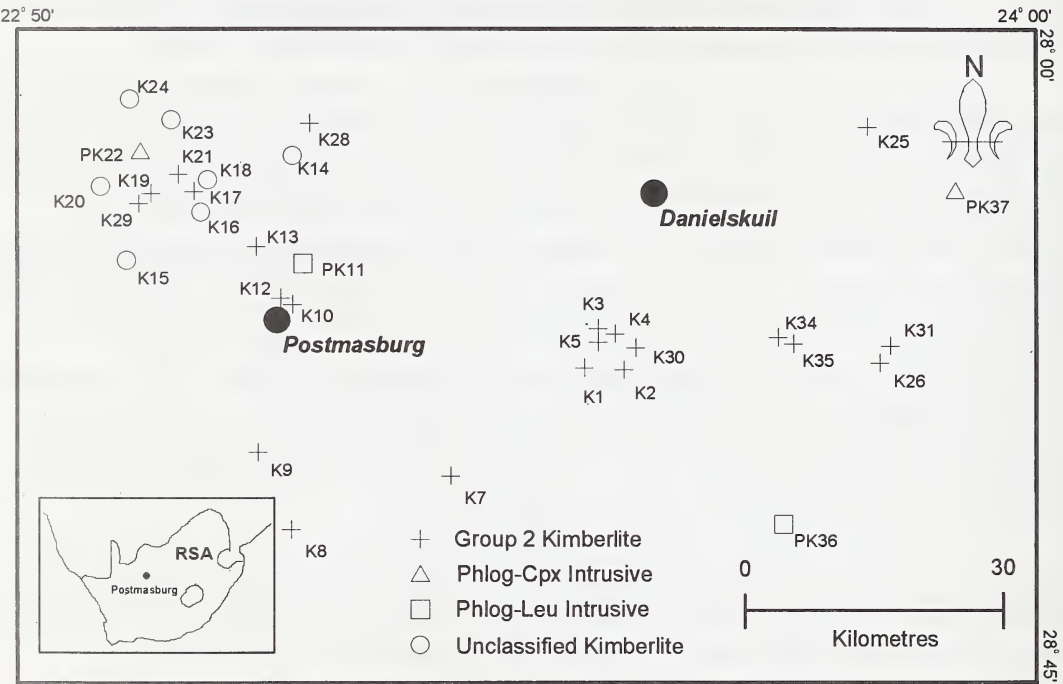 22° 50'
24° 00'
28° 00'
N
K24
K23
K28
K25
PK22
K21
K18
K14
K20
K19
K17
K29
K16
Danielskuil
PK37
K13
K15
PK11
K12
K10
Postmasburg
K3
K4
K5
K30
K1
K2
K34
K35
K31
K26
K9
K7
K8
PK36
RSA
Postmasburg
Group 2 Kimberlite
Phlog-Cpx Intrusive
Phlog-Leu Intrusive
Unclassified Kimberlite
0
30
Kilometres
28° 45'